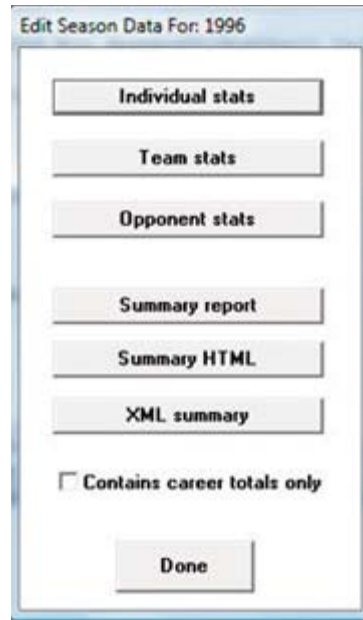 Edit Season Data For: 1996
Individual stats
Team stats
Opponent stats
Summary report
Summary HTML
XML summary
Contains career totals only
Done